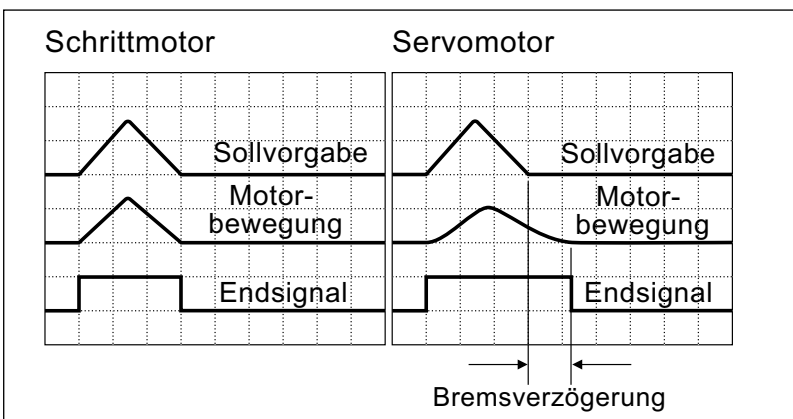 Schrittmotor
Sollvorgabe
Motor-
bewegung
Endsignal
Servomotor
Sollvorgabe
Motor-
bewegung
Endsignal
Bremsverzögerung